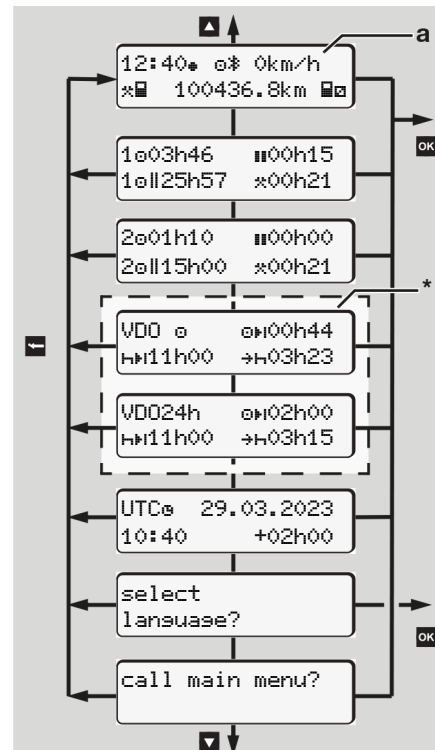 a
12:40 0km/h
100436.8km
OK
1 03h46 00h15
1 25h57 00h21
2 01h10 00h00
2 15h00 00h21
*
VDO 00h44
11h00 03h23
VDO24h 02h00
11h00 03h15
UTC 29.03.2023
10:40 +02h00
select
language?
OK
call main menu?